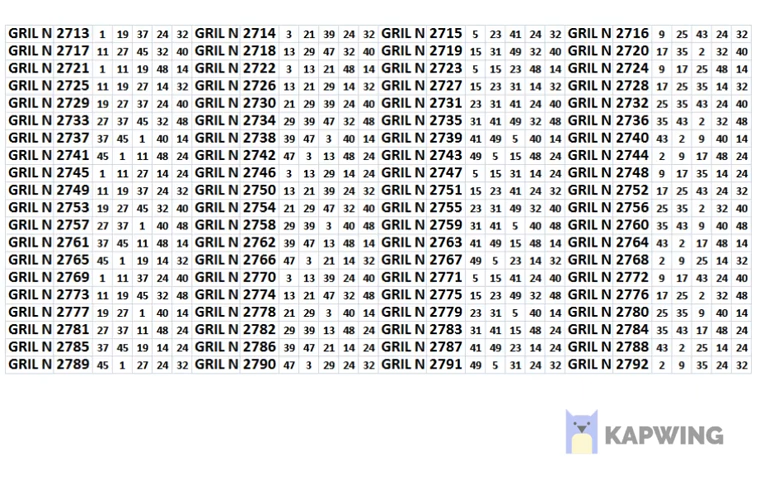 GRIL N 2713 1 19 37 24 32 GRIL N 2714 3 21 39 24 32 GRIL N 2715 5 23 41 24 32 GRIL N 2716 9 25 43 24 32
GRIL N 2717 11 27 45 32 40 GRIL N 2718 13 29 47 32 40 GRIL N 2719 15 31 49 32 40 GRIL N 2720 17 35 2 32 40
GRIL N 2721 1 11 19 48 14 GRIL N 2722 3 13 21 48 14 GRIL N 2723 5 15 23 48 14 GRIL N 2724 9 17 25 48 14
GRIL N 2725 11 19 27 14 32 GRIL N 2726 13 21 29 14 32 GRIL N 2727 15 23 31 14 32 GRIL N 2728 17 25 35 14 32
GRIL N 2729 19 27 37 24 40 GRIL N 2730 21 29 39 24 40 GRIL N 2731 23 31 41 24 40 GRIL N 2732 25 35 43 24 40
GRIL N 2733 27 37 45 32 48 GRIL N 2734 29 39 47 32 48 GRIL N 2735 31 41 49 32 48 GRIL N 2736 35 43 2 32 48
GRIL N 2737 37 45 1 40 14 GRIL N 2738 39 47 3 40 14 GRIL N 2739 41 49 5 40 14 GRIL N 2740 43 2 9 40 14
GRIL N 2741 45 1 11 48 24 GRIL N 2742 47 3 13 48 24 GRIL N 2743 49 5 15 48 24 GRIL N 2744 2 9 17 48 24
GRIL N 2745 1 11 27 14 24 GRIL N 2746 3 13 29 14 24 GRIL N 2747 5 15 31 14 24 GRIL N 2748 9 17 35 14 24
GRIL N 2749 11 19 37 24 32 GRIL N 2750 13 21 39 24 32 GRIL N 2751 15 23 41 24 32 GRIL N 2752 17 25 43 24 32
GRIL N 2753 19 27 45 32 40 GRIL N 2754 21 29 47 32 40 GRIL N 2755 23 31 49 32 40 GRIL N 2756 25 35 2 32 40
GRIL N 2757 27 37 1 40 48 GRIL N 2758 29 39 3 40 48 GRIL N 2759 31 41 5 40 48 GRIL N 2760 35 43 9 40 48
GRIL N 2761 37 45 11 48 14 GRIL N 2762 39 47 13 48 14 GRIL N 2763 41 49 15 48 14 GRIL N 2764 43 2 17 48 14
GRIL N 2765 45 1 19 14 32 GRIL N 2766 47 3 21 14 32 GRIL N 2767 49 5 23 14 32 GRIL N 2768 2 9 25 14 32
GRIL N 2769 1 11 37 24 40 GRIL N 2770 3 13 39 24 40 GRIL N 2771 5 15 41 24 40 GRIL N 2772 9 17 43 24 40
GRIL N 2773 11 19 45 32 48 GRIL N 2774 13 21 47 32 48 GRIL N 2775 15 23 49 32 48 GRIL N 2776 17 25 2 32 48
GRIL N 2777 19 27 1 40 14 GRIL N 2778 21 29 3 40 14 GRIL N 2779 23 31 5 40 14 GRIL N 2780 25 35 9 40 14
GRIL N 2781 27 37 11 48 24 GRIL N 2782 29 39 13 48 24 GRIL N 2783 31 41 15 48 24 GRIL N 2784 35 43 17 48 24
GRIL N 2785 37 45 19 14 24 GRIL N 2786 39 47 21 14 24 GRIL N 2787 41 49 23 14 24 GRIL N 2788 43 2 25 14 24
GRIL N 2789 45 1 27 24 32 GRIL N 2790 47 3 29 24 32 GRIL N 2791 49 5 31 24 32 GRIL N 2792 2 9 35 24 32
KAPWING